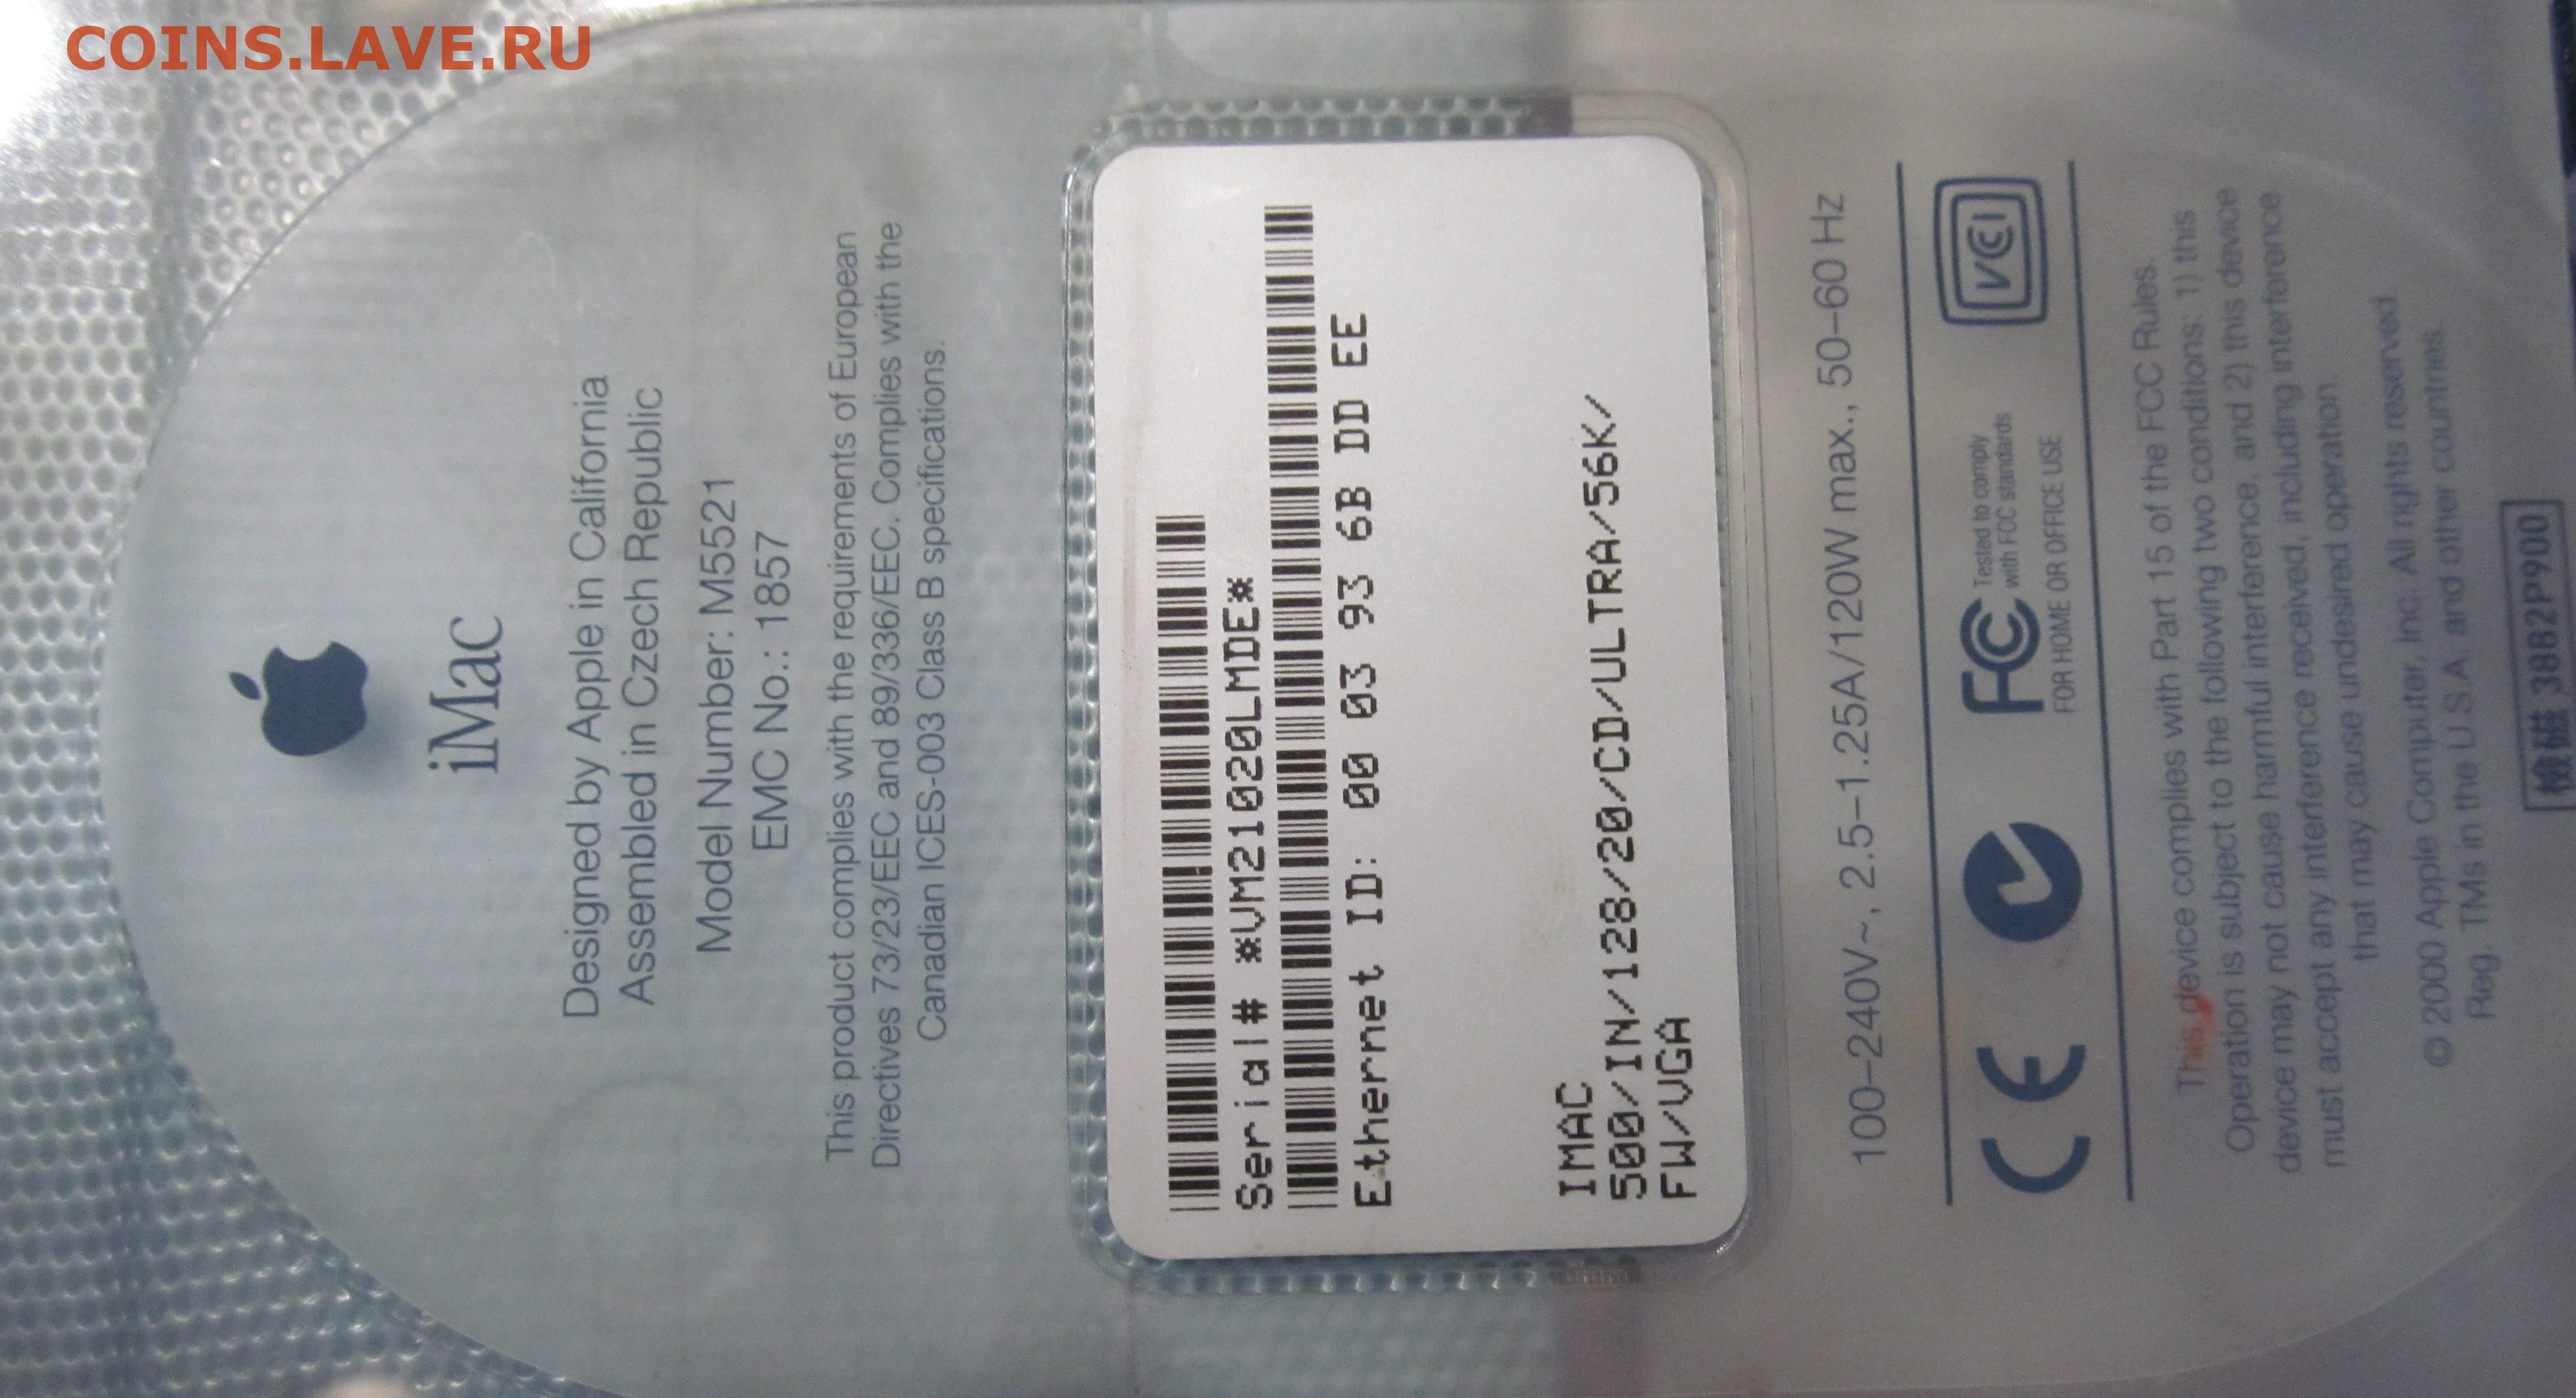 COINS.LAVE.RU
iMac
Designed by Apple in California
Assembled in Czech Republic
Model Number: M5521
EMC No.: 1857
This product complies with the requirements of European
Directives 73/23/EEC and 89/336/EEC. Complies with the
Canadian ICES-003 Class B specifications.
Serial# *VM21020LMDE*
Ethernet ID: 00 03 93 6B DD EE
IMAC
500/IN/128/20/CD/ULTRA/56K/
FW/VGA
100–240V~, 2.5–1.25A/120W max., 50–60 Hz
CE
FC
Tested to comply
with FCC standards
FOR HOME OR OFFICE USE
VCI
This device complies with Part 15 of the FCC Rules.
Operation is subject to the following two conditions: 1) this
device may not cause harmful interference, and 2) this device
must accept any interference received, including interference
that may cause undesired operation.
© 2000 Apple Computer, Inc. All rights reserved
Reg. TMs in the U.S.A. and other countries.
檢磁 3882P900